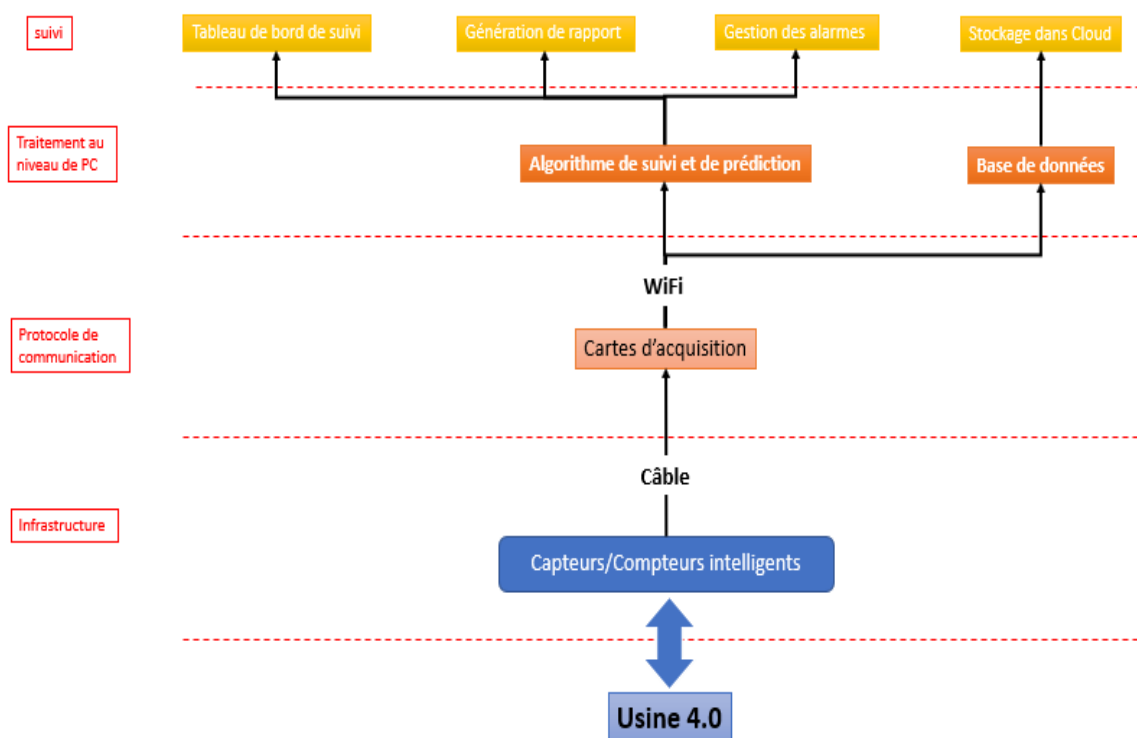 suivi
Tableau de bord de suivi
Génération de rapport
Gestion des alarmes
Stockage dans Cloud
Traitement au
niveau de PC
Algorithme de suivi et de prédiction
Base de données
WiFi
Protocole de
communication
Cartes d'acquisition
Câble
Infrastructure
Capteurs/Compteurs intelligents
Usine 4.0